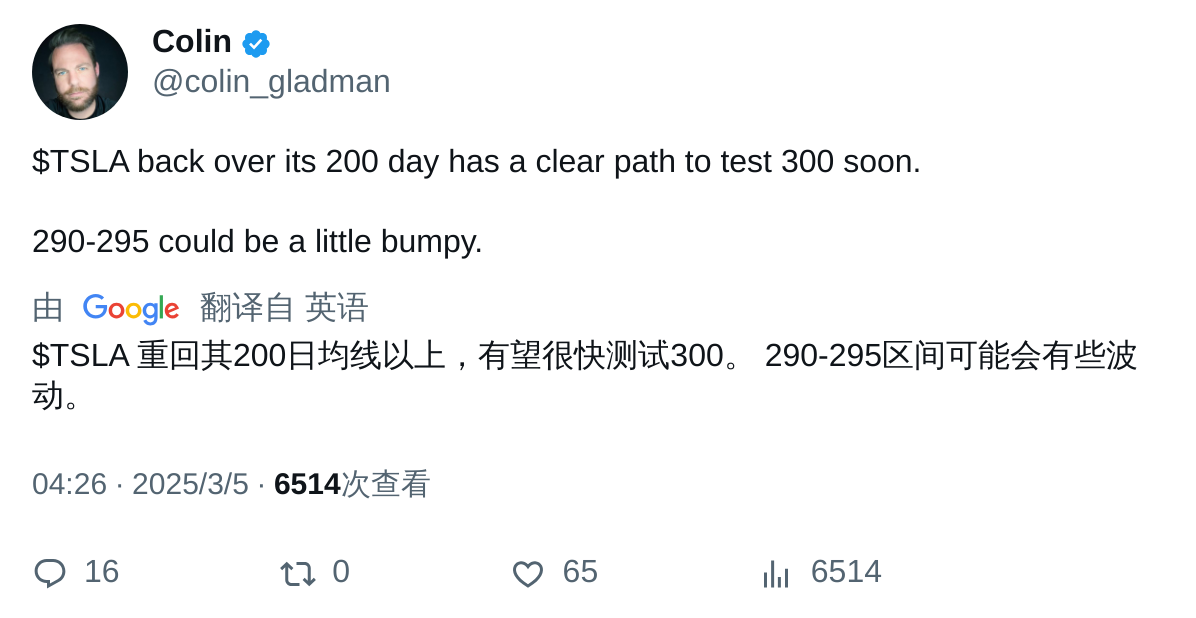 Colin
@colin_gladman
$TSLA back over its 200 day has a clear path to test 300 soon.
290-295 could be a little bumpy.
由 Google 翻译自 英语
$TSLA 重回其200日均线以上，有望很快测试300。 290-295区间可能会有些波
动。
04:26 · 2025/3/5 · 6514次查看
16 0 65 6514